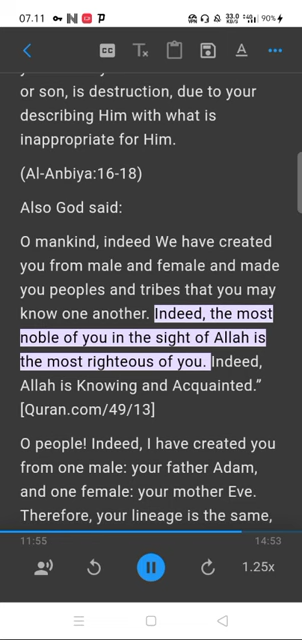 07.11
33.0
KB/S
90%
CC
or son, is destruction, due to your
describing Him with what is
inappropriate for Him.
(Al-Anbiya:16-18)
Also God said:
O mankind, indeed We have created
you from male and female and made
you peoples and tribes that you may
know one another. Indeed, the most
noble of you in the sight of Allah is
the most righteous of you. Indeed,
Allah is Knowing and Acquainted.”
[Quran.com/49/13]
O people! Indeed, I have created you
from one male: your father Adam,
and one female: your mother Eve.
Therefore, your lineage is the same,
11:55
14:53
1.25x